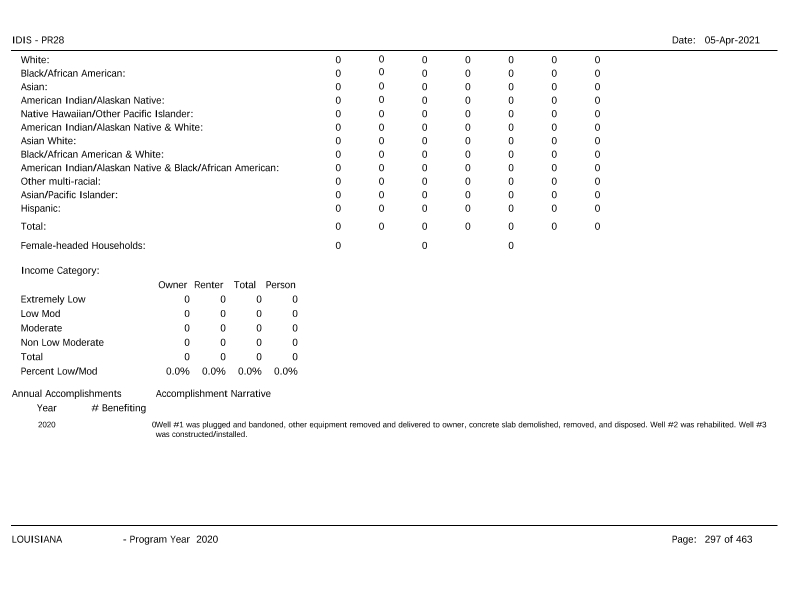 IDIS - PR28 Date: 05-Apr-2021
White: 0 0 0 0 0 0 0
Black/African American: 0 0 0 0 0 0 0
Asian: 0 0 0 0 0 0 0
American Indian/Alaskan Native: 0 0 0 0 0 0 0
Native Hawaiian/Other Pacific Islander: 0 0 0 0 0 0 0
American Indian/Alaskan Native & White: 0 0 0 0 0 0 0
Asian White: 0 0 0 0 0 0 0
Black/African American & White: 0 0 0 0 0 0 0
American Indian/Alaskan Native & Black/African American: 0 0 0 0 0 0 0
Other multi-racial: 0 0 0 0 0 0 0
Asian/Pacific Islander: 0 0 0 0 0 0 0
Hispanic: 0 0 0 0 0 0 0
Total: 0 0 0 0 0 0 0
Female-headed Households: 0 0 0
Income Category:
Owner Renter Total Person
Extremely Low 0 0 0 0
Low Mod 0 0 0 0
Moderate 0 0 0 0
Non Low Moderate 0 0 0 0
Total 0 0 0 0
Percent Low/Mod 0.0% 0.0% 0.0% 0.0%
Annual Accomplishments Accomplishment Narrative
Year # Benefiting
2020 0Well #1 was plugged and bandoned, other equipment removed and delivered to owner, concrete slab demolished, removed, and disposed. Well #2 was rehabilited. Well #3
was constructed/installed.
LOUISIANA - Program Year 2020 Page: 297 of 463